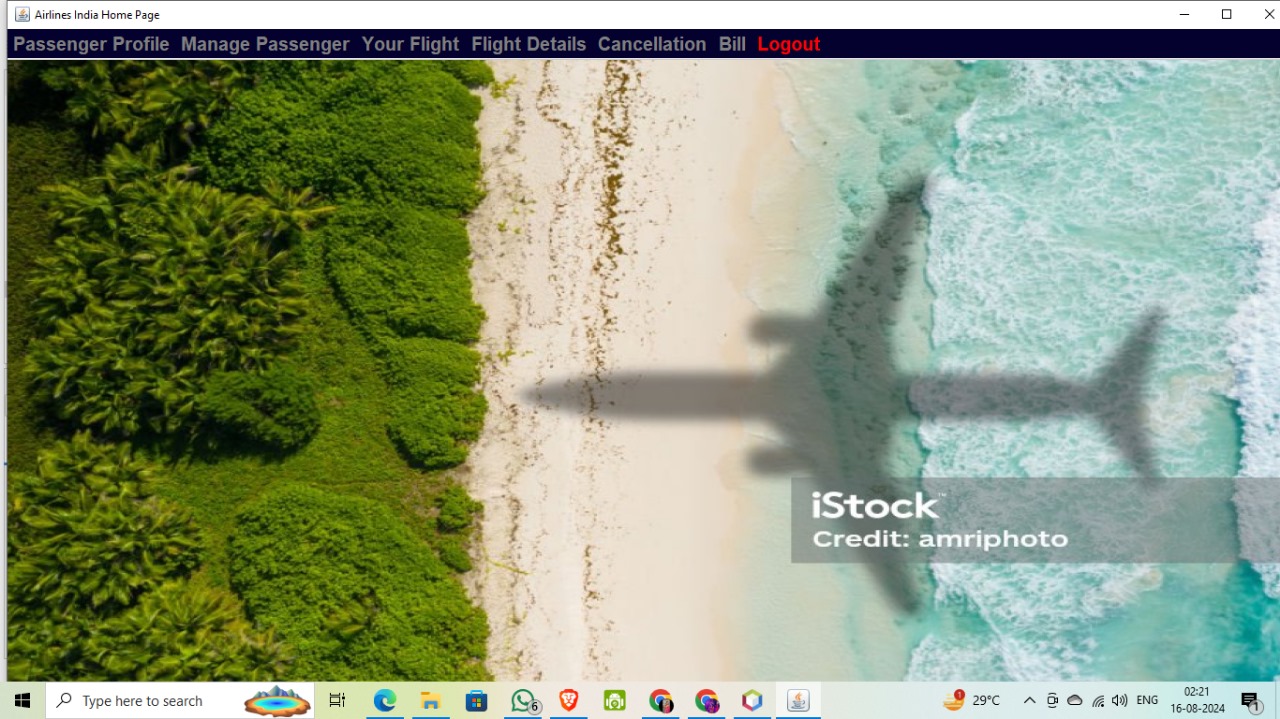 Airlines India Home Page
Passenger Profile Manage Passenger Your Flight Flight Details Cancellation Bill Logout
iStock™
Credit: amriphoto
Type here to search
6
1
29°C
ENG
02:21
16-08-2024
1